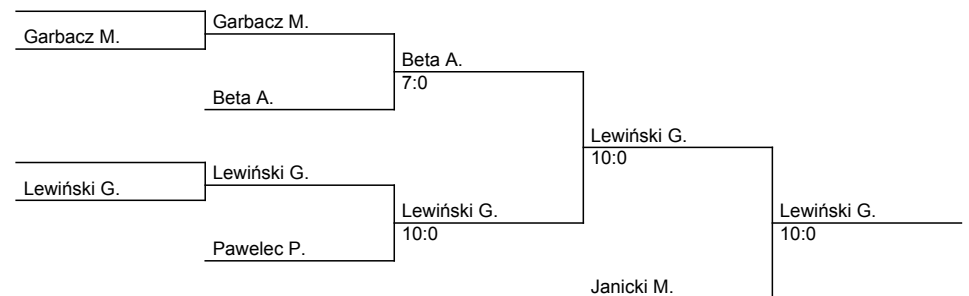 Garbacz M.
Garbacz M.
Beta A.
7:0
Beta A.
Lewiński G.
10:0
Lewiński G.
Lewiński G.
Lewiński G.
10:0
Lewiński G.
10:0
Pawelec P.
Janicki M.